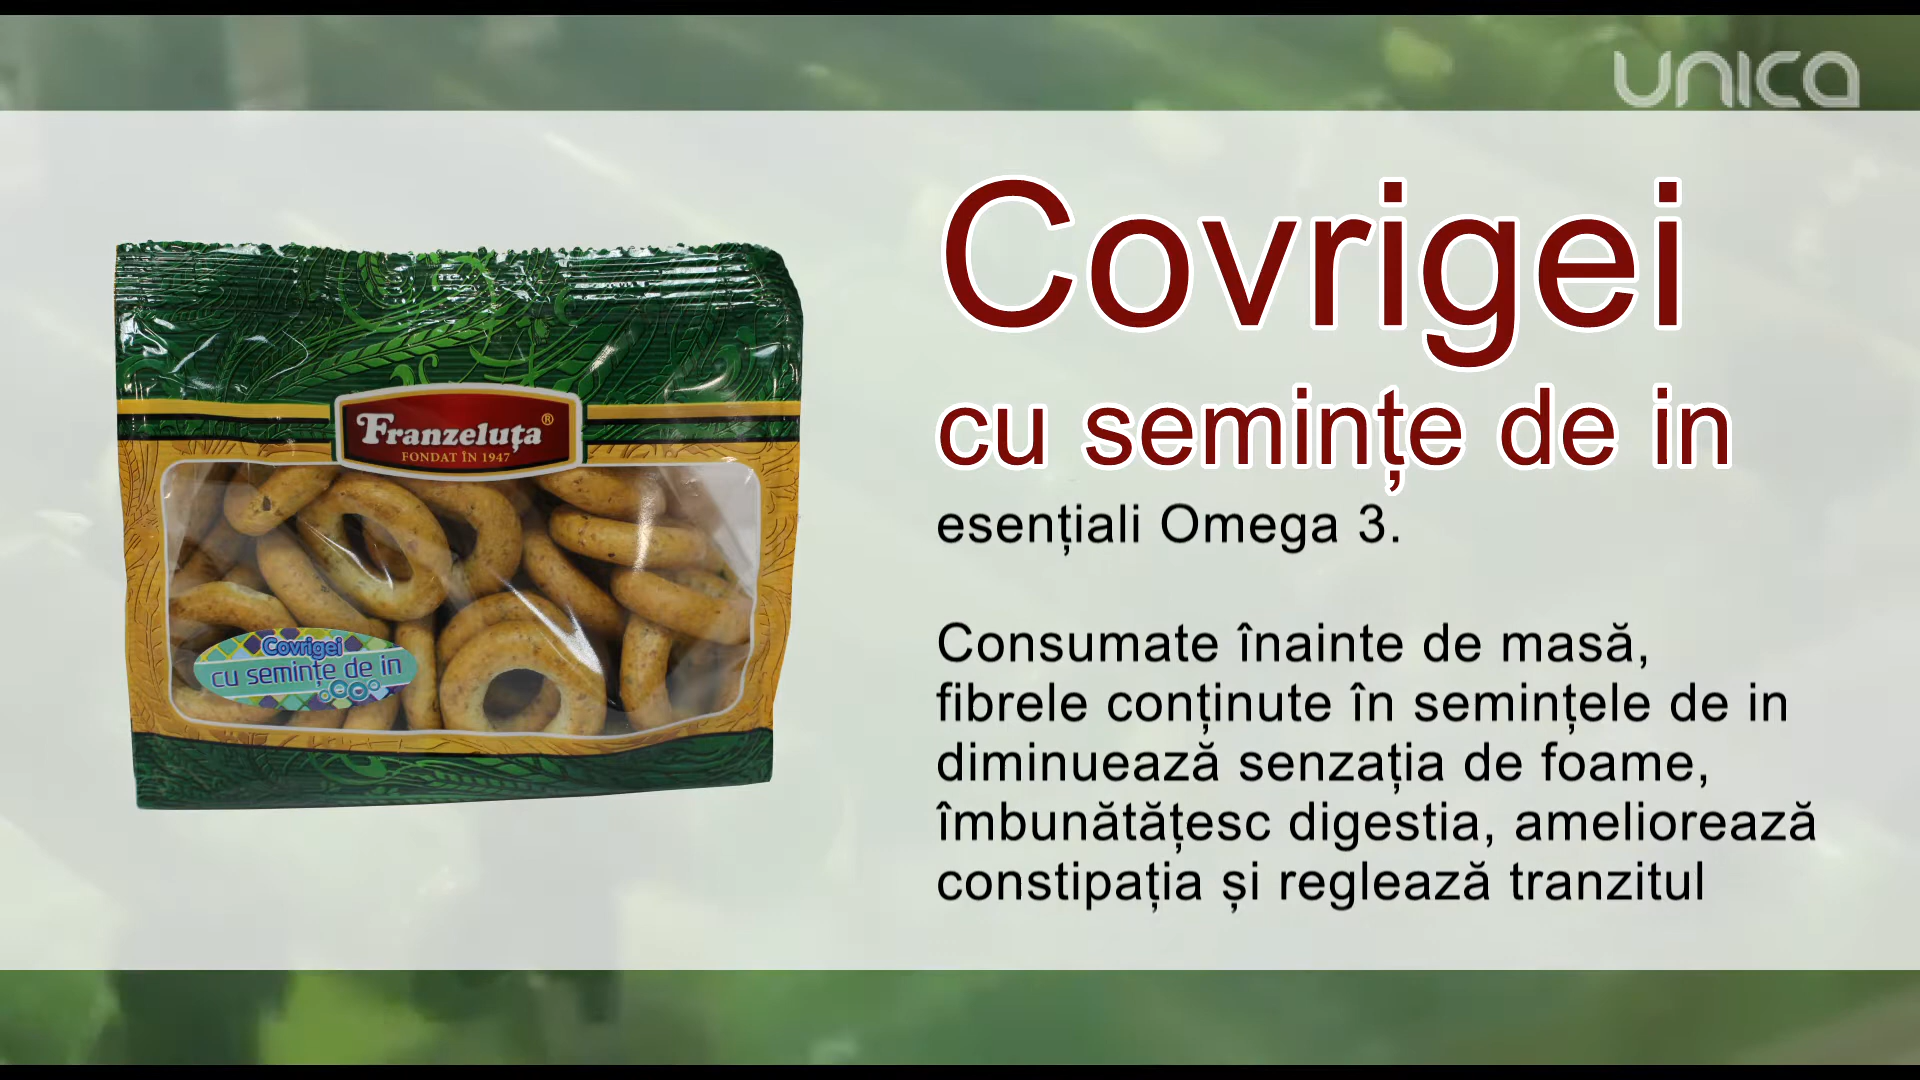 unica
Covrigei
cu semințe de in
esențiali Omega 3.
Consumate înainte de masă,
fibrele conținute în semințele de in
diminuează senzația de foame,
îmbunătățesc digestia, ameliorează
constipația și reglează tranzitul
Franzeluța®
FONDAT ÎN 1947
Covrigei
cu semințe de in